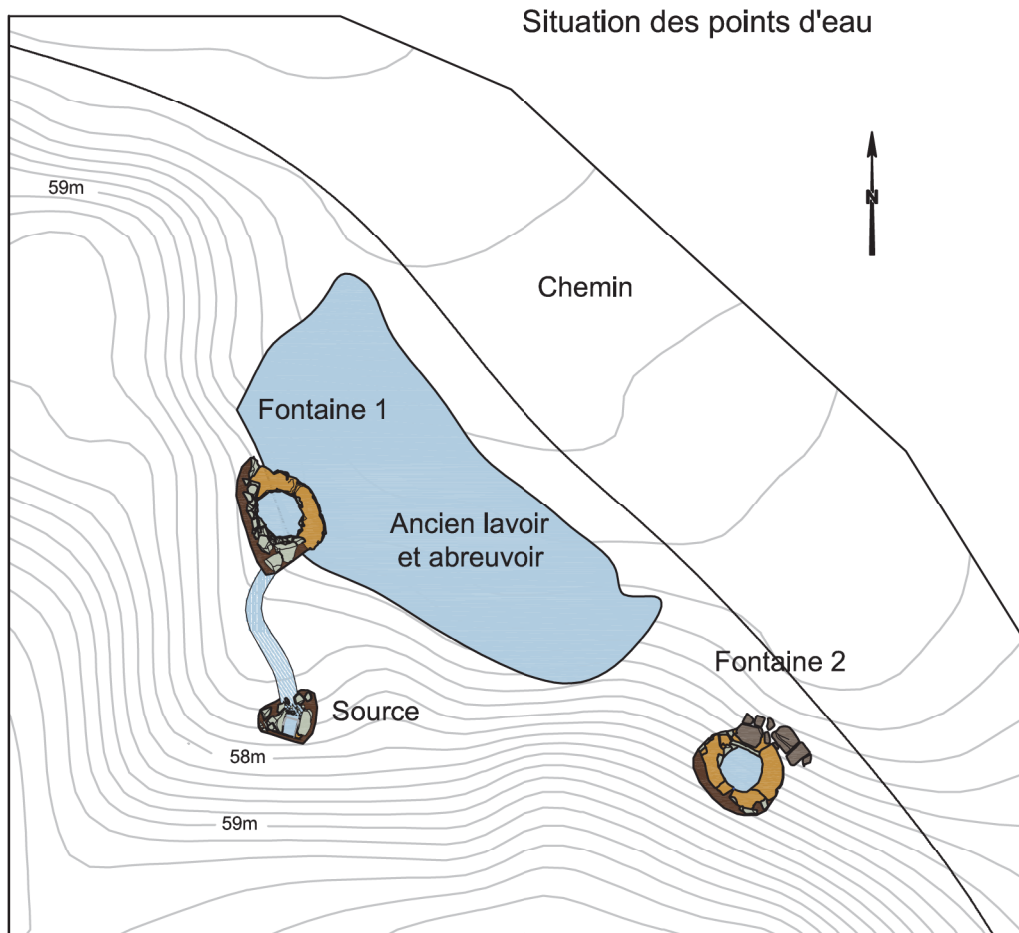 Situation des points d'eau
N
59m
Chemin
Fontaine 1
Ancien lavoir
et abreuvoir
Fontaine 2
Source
58m
59m